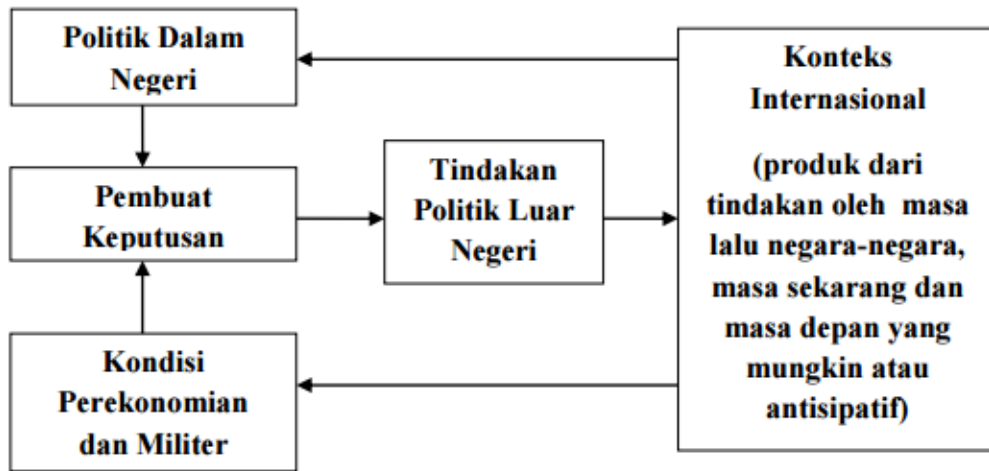 Politik Dalam
Negeri
Pembuat
Keputusan
Kondisi
Perekonomian
dan Militer
Tindakan
Politik Luar
Negeri
Konteks
Internasional
(produk dari
tindakan oleh masa
lalu negara-negara,
masa sekarang dan
masa depan yang
mungkin atau
antisipatif)